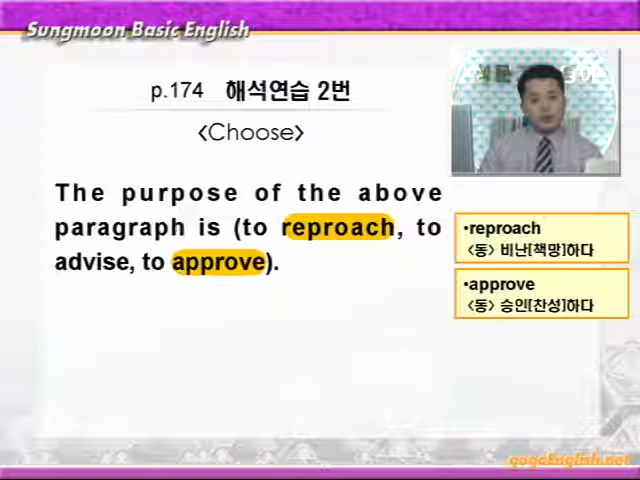 Sungmoon Basic English
p.174 해석연습 2번
<Choose>
The purpose of the above
paragraph is (to reproach, to
advise, to approve).
•reproach
<동> 비난[책망]하다
•approve
<동> 승인[찬성]하다
gogoEnglish.net